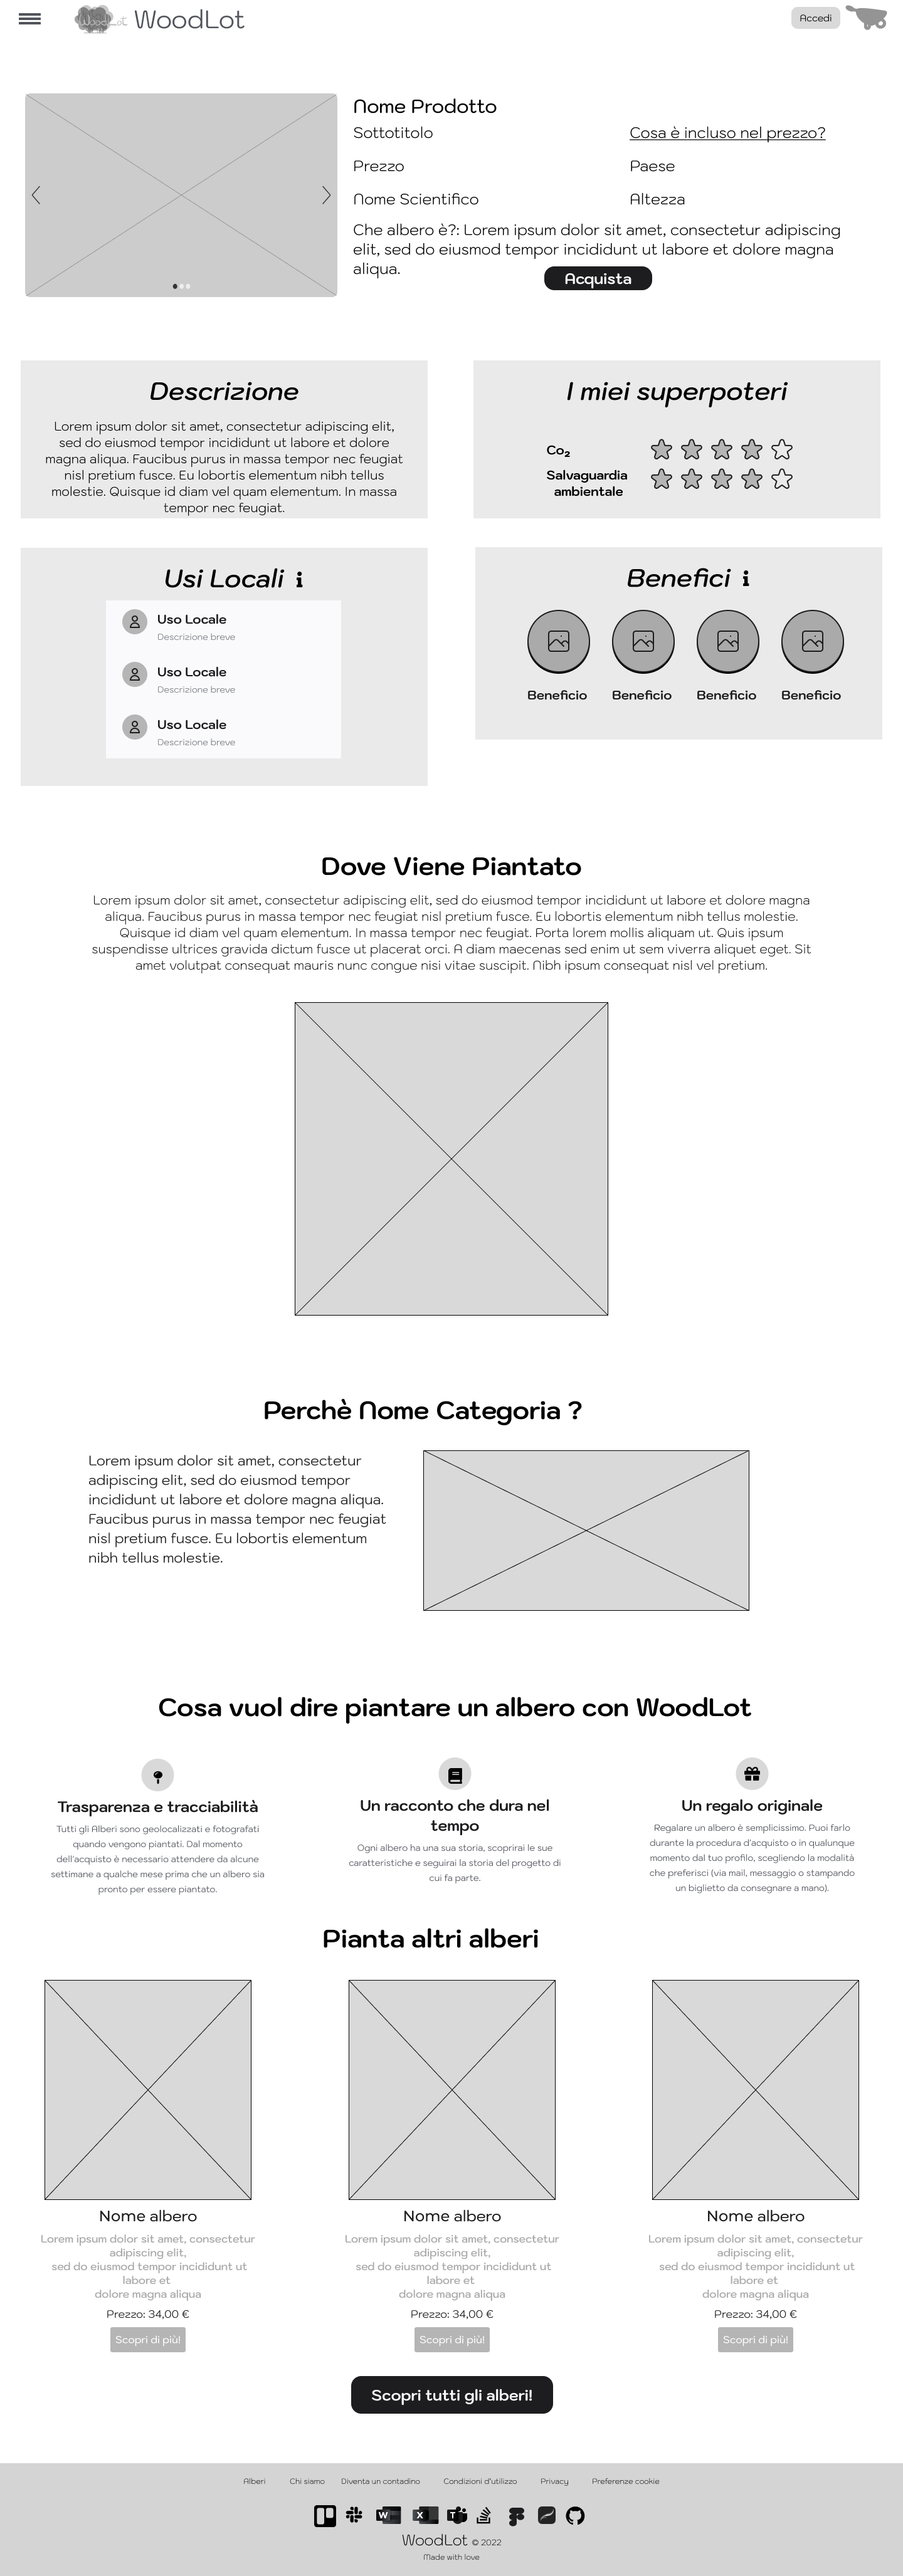 WoodLot WoodLot
Accedi
Nome Prodotto
Sottotitolo
Cosa è incluso nel prezzo?
Prezzo
Paese
Nome Scientifico
Altezza
Che albero è?: Lorem ipsum dolor sit amet, consectetur adipiscing
elit, sed do eiusmod tempor incididunt ut labore et dolore magna
aliqua.
Acquista
Descrizione
Lorem ipsum dolor sit amet, consectetur adipiscing elit,
sed do eiusmod tempor incididunt ut labore et dolore
magna aliqua. Faucibus purus in massa tempor nec feugiat
nisl pretium fusce. Eu lobortis elementum nibh tellus
molestie. Quisque id diam vel quam elementum. In massa
tempor nec feugiat.
I miei superpoteri
Co₂
Salvaguardia
ambientale
Usi Locali
Uso Locale
Descrizione breve
Uso Locale
Descrizione breve
Uso Locale
Descrizione breve
Benefici
Beneficio Beneficio Beneficio Beneficio
Dove Viene Piantato
Lorem ipsum dolor sit amet, consectetur adipiscing elit, sed do eiusmod tempor incididunt ut labore et dolore magna
aliqua. Faucibus purus in massa tempor nec feugiat nisl pretium fusce. Eu lobortis elementum nibh tellus molestie.
Quisque id diam vel quam elementum. In massa tempor nec feugiat. Porta lorem mollis aliquam ut. Quis ipsum
suspendisse ultrices gravida dictum fusce ut placerat orci. A diam maecenas sed enim ut sem viverra aliquet eget. Sit
amet volutpat consequat mauris nunc congue nisi vitae suscipit. Nibh ipsum consequat nisl vel pretium.
Perchè Nome Categoria ?
Lorem ipsum dolor sit amet, consectetur
adipiscing elit, sed do eiusmod tempor
incididunt ut labore et dolore magna aliqua.
Faucibus purus in massa tempor nec feugiat
nisl pretium fusce. Eu lobortis elementum
nibh tellus molestie.
Cosa vuol dire piantare un albero con WoodLot
Trasparenza e tracciabilità
Tutti gli Alberi sono geolocalizzati e fotografati
quando vengono piantati. Dal momento
dell'acquisto è necessario attendere da alcune
settimane a qualche mese prima che un albero sia
pronto per essere piantato.
Un racconto che dura nel
tempo
Ogni albero ha una sua storia, scoprirai le sue
caratteristiche e seguirai la storia del progetto di
cui fa parte.
Un regalo originale
Regalare un albero è semplicissimo. Puoi farlo
durante la procedura d'acquisto o in qualunque
momento dal tuo profilo, scegliendo la modalità
che preferisci (via mail, messaggio o stampando
un biglietto da consegnare a mano).
Pianta altri alberi
Nome albero
Lorem ipsum dolor sit amet, consectetur
adipiscing elit,
sed do eiusmod tempor incididunt ut
labore et
dolore magna aliqua
Prezzo: 34,00 €
Scopri di più!
Nome albero
Lorem ipsum dolor sit amet, consectetur
adipiscing elit,
sed do eiusmod tempor incididunt ut
labore et
dolore magna aliqua
Prezzo: 34,00 €
Scopri di più!
Nome albero
Lorem ipsum dolor sit amet, consectetur
adipiscing elit,
sed do eiusmod tempor incididunt ut
labore et
dolore magna aliqua
Prezzo: 34,00 €
Scopri di più!
Scopri tutti gli alberi!
Alberi Chi siamo Diventa un contadino Condizioni d'utilizzo Privacy Preferenze cookie
W X T
WoodLot © 2022
Made with love